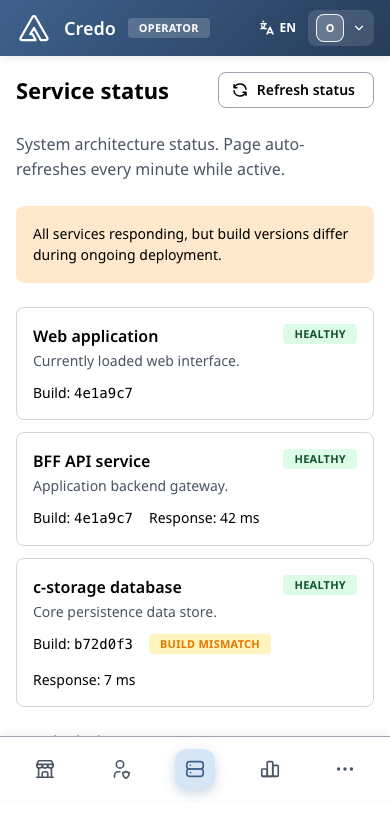 Credo OPERATOR EN O
Service status Refresh status
System architecture status. Page auto-
refreshes every minute while active.
All services responding, but build versions differ
during ongoing deployment.
Web application HEALTHY
Currently loaded web interface.
Build: 4e1a9c7
BFF API service HEALTHY
Application backend gateway.
Build: 4e1a9c7 Response: 42 ms
c-storage database HEALTHY
Core persistence data store.
Build: b72d0f3 BUILD MISMATCH
Response: 7 ms